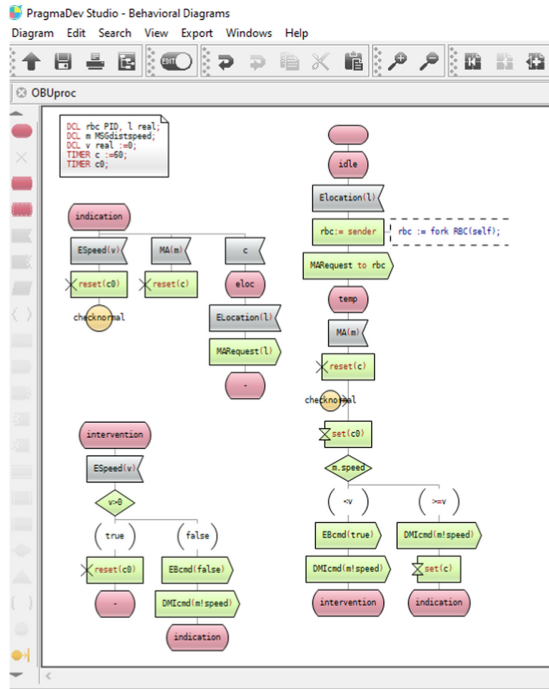 PragmaDev Studio - Behavioral Diagrams
Diagram Edit Search View Export Windows Help
EDIT
OBUproc
DCL rbc PID, l real;
DCL m MSGdistspeed;
DCL v real :=0;
TIMER c :=60;
TIMER c0;
idle
Elocation(l)
rbc:= sender
rbc := fork RBC(self);
MARequest to rbc
temp
MA(m)
reset(c)
checknormal
set(c0)
m.speed
<v
>=v
EBcmd(true)
DMIcmd(m!speed)
DMIcmd(m!speed)
set(c)
intervention
indication
indication
ESpeed(v)
MA(m)
c
reset(c0)
reset(c)
eloc
checknormal
ELocation(l)
MARequest(l)
-
intervention
ESpeed(v)
v>0
true
false
reset(c0)
EBcmd(false)
-
DMIcmd(m!speed)
indication